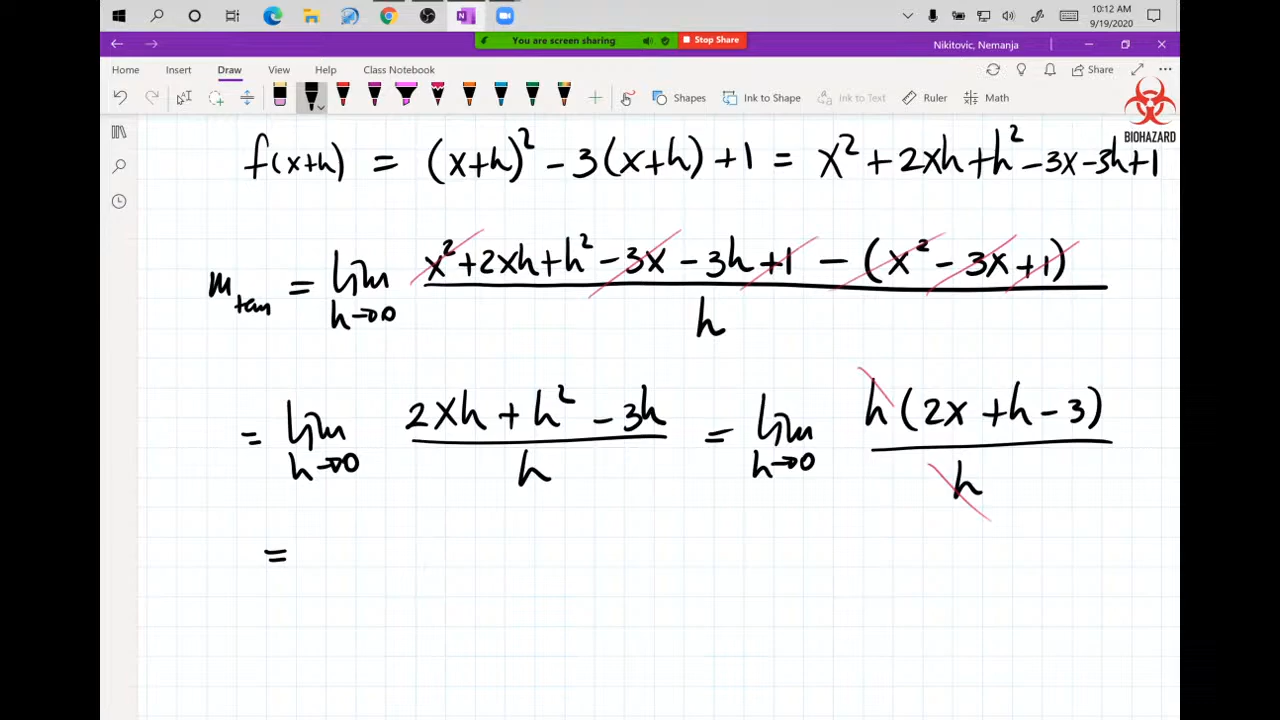 10:12 AM
9/19/2020
You are screen sharing Stop Share
Nikitovic, Nemanja
Home Insert Draw View Help Class Notebook Share
Shapes Ink to Shape Ink to Text Ruler Math
BIOHAZARD
f(x+h) = (x+h)² - 3(x+h) + 1 = x² + 2xh + h² - 3x - 3h + 1
m_tan = lim h→0 (x² + 2xh + h² - 3x - 3h + 1 - (x² - 3x + 1)) / h
= lim h→0 (2xh + h² - 3h) / h = lim h→0 h(2x + h - 3) / h
=